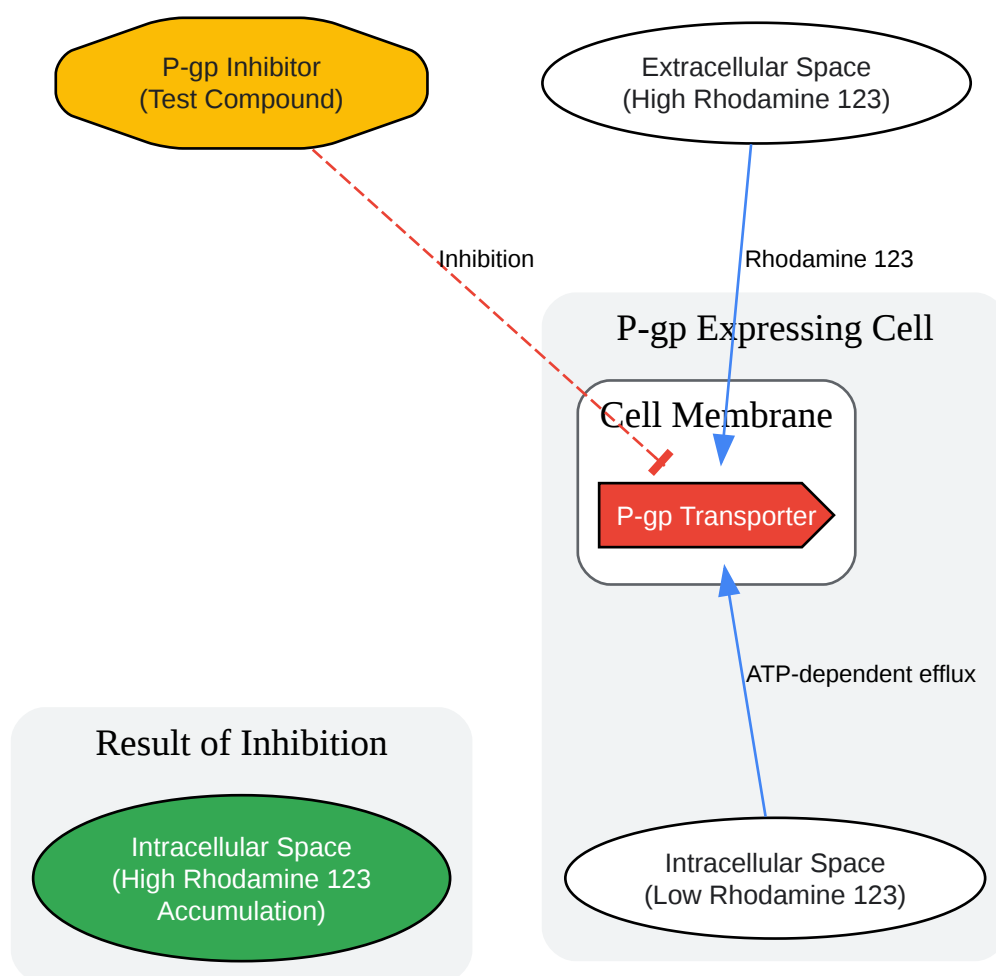 P-gp Inhibitor
(Test Compound)
Extracellular Space
(High Rhodamine 123)
Inhibition
Rhodamine 123
P-gp Expressing Cell
Cell Membrane
P-gp Transporter
ATP-dependent efflux
Result of Inhibition
Intracellular Space
(High Rhodamine 123
Accumulation)
Intracellular Space
(Low Rhodamine 123)